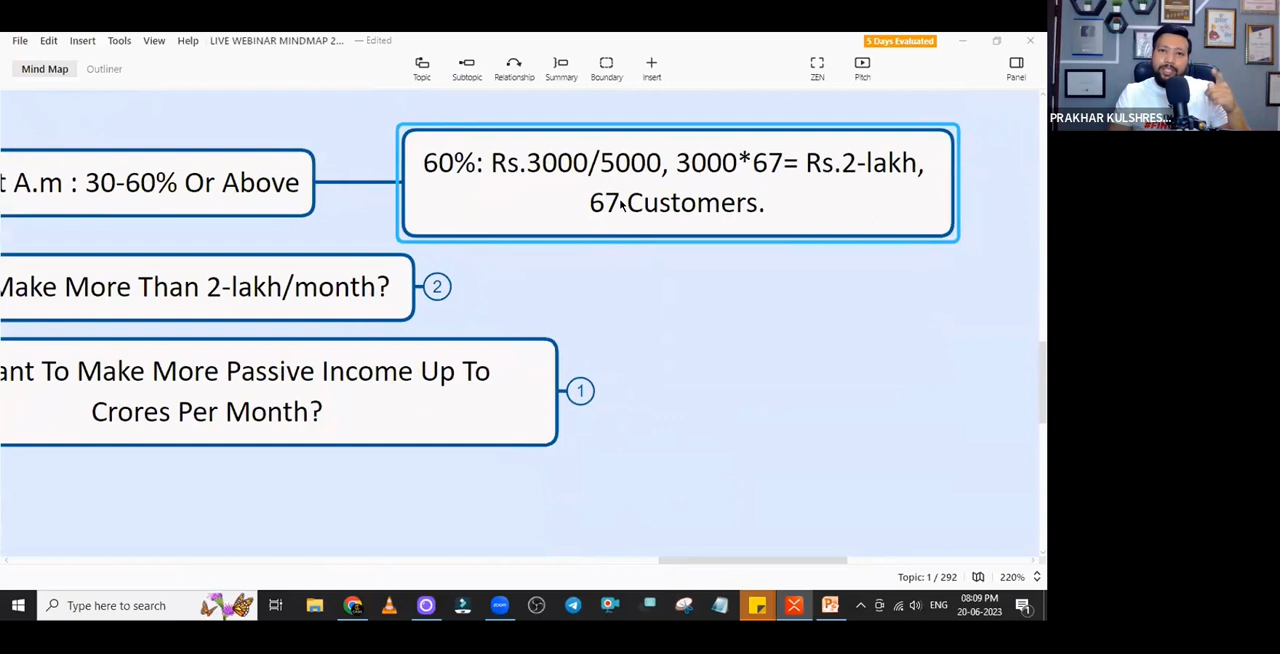 File Edit Insert Tools View Help LIVE WEBINAR MINDMAP 2... — Edited
5 Days Evaluated
Mind Map Outliner
Topic Subtopic Relationship Summary Boundary Insert ZEN Pitch Panel
PRAKHAR KULSHRES...
60%: Rs.3000/5000, 3000*67= Rs.2-lakh,
67 Customers.
t A.m : 30-60% Or Above
Make More Than 2-lakh/month?
2
ant To Make More Passive Income Up To
Crores Per Month?
1
Topic: 1 / 292 220%
Type here to search
ENG
08:09 PM
20-06-2023
1